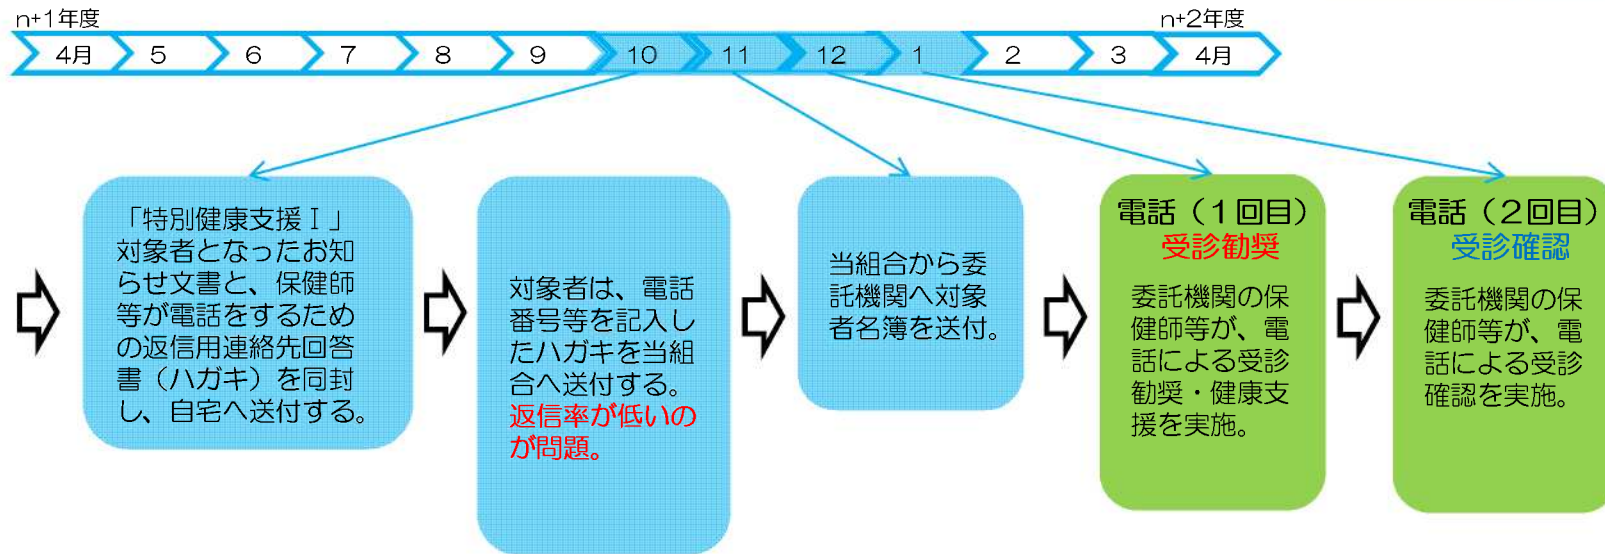 n+1年度
n+2年度
4月 5 6 7 8 9 10 11 12 1 2 3 4月
「特別健康支援Ⅰ」
対象者となったお知
らせ文書と、保健師
等が電話をするため
の返信用連絡先回答
書（ハガキ）を同封
し、自宅へ送付する。
対象者は、電話
番号等を記入し
たハガキを当組
合へ送付する。
返信率が低いの
が問題。
当組合から委
託機関へ対象
者名簿を送付。
電話（１回目）
受診勧奨
委託機関の保
健師等が、電
話による受診
勧奨・健康支
援を実施。
電話（２回目）
受診確認
委託機関の保
健師等が、電
話による受診
確認を実施。